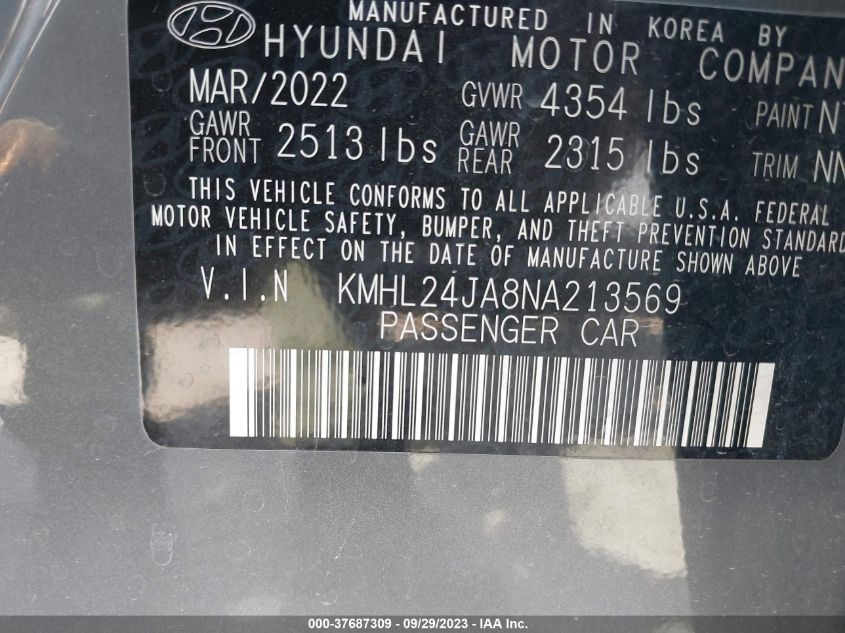 MANUFACTURED IN KOREA BY
HYUNDAI MOTOR COMPAN
MAR/2022 GVWR 4354 lbs PAINT
GAWR FRONT 2513 lbs GAWR REAR 2315 lbs TRIM NN
THIS VEHICLE CONFORMS TO ALL APPLICABLE U.S.A. FEDERAL
MOTOR VEHICLE SAFETY, BUMPER, AND THEFT PREVENTION STANDARD
IN EFFECT ON THE DATE OF MANUFACTURE SHOWN ABOVE
V.I.N KMHL24JA8NA213569
PASSENGER CAR
000-37687309 - 09/29/2023 - IAA Inc.